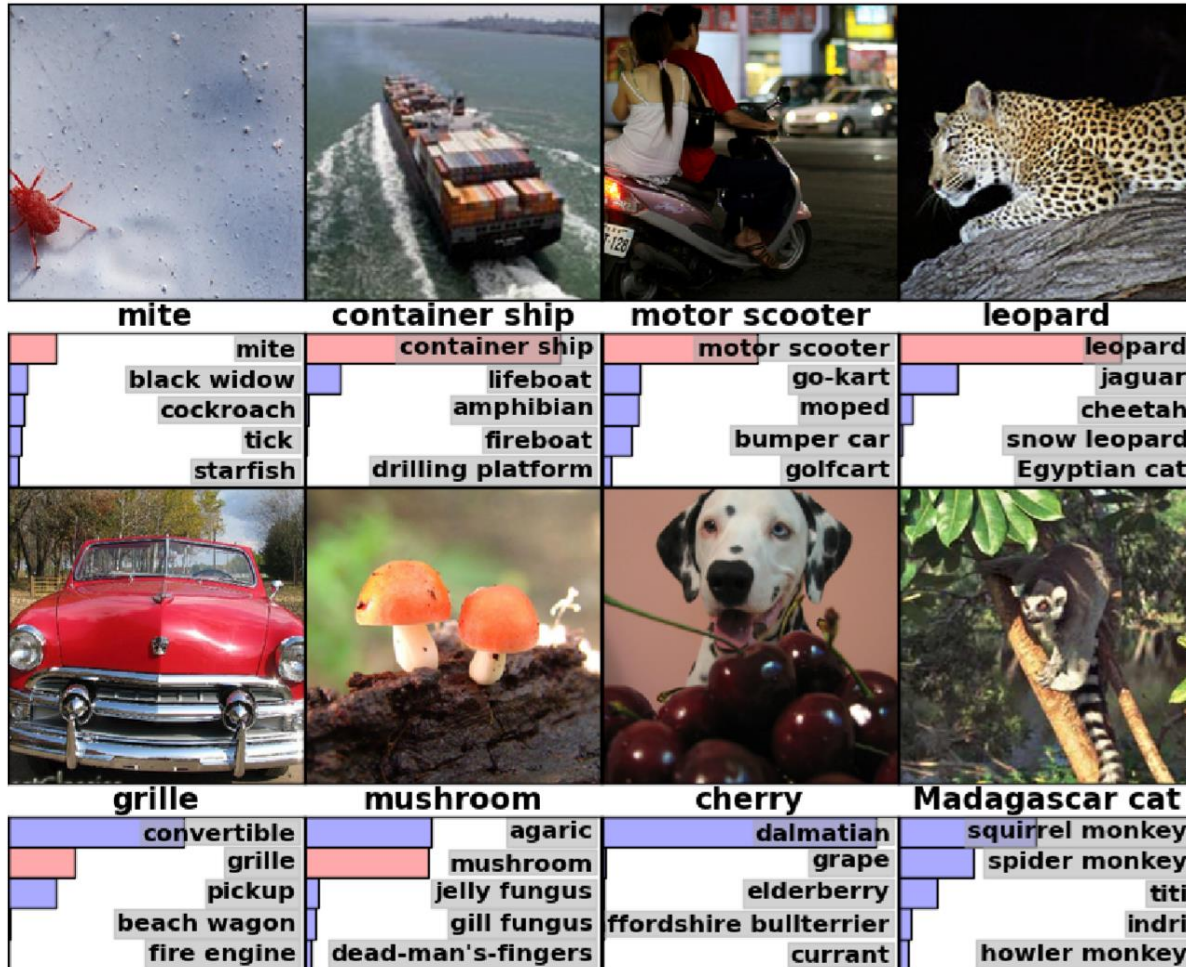 T-128
mite
container ship
motor scooter
leopard
mite
black widow
cockroach
tick
starfish
container ship
lifeboat
amphibian
fireboat
drilling platform
motor scooter
go-kart
moped
bumper car
golfcart
leopard
jaguar
cheetah
snow leopard
Egyptian cat
grille
mushroom
cherry
Madagascar cat
convertible
grille
pickup
beach wagon
fire engine
agaric
mushroom
jelly fungus
gill fungus
dead-man's-fingers
dalmatian
grape
elderberry
ffordshire bullterrier
currant
squirrel monkey
spider monkey
titi
indri
howler monkey